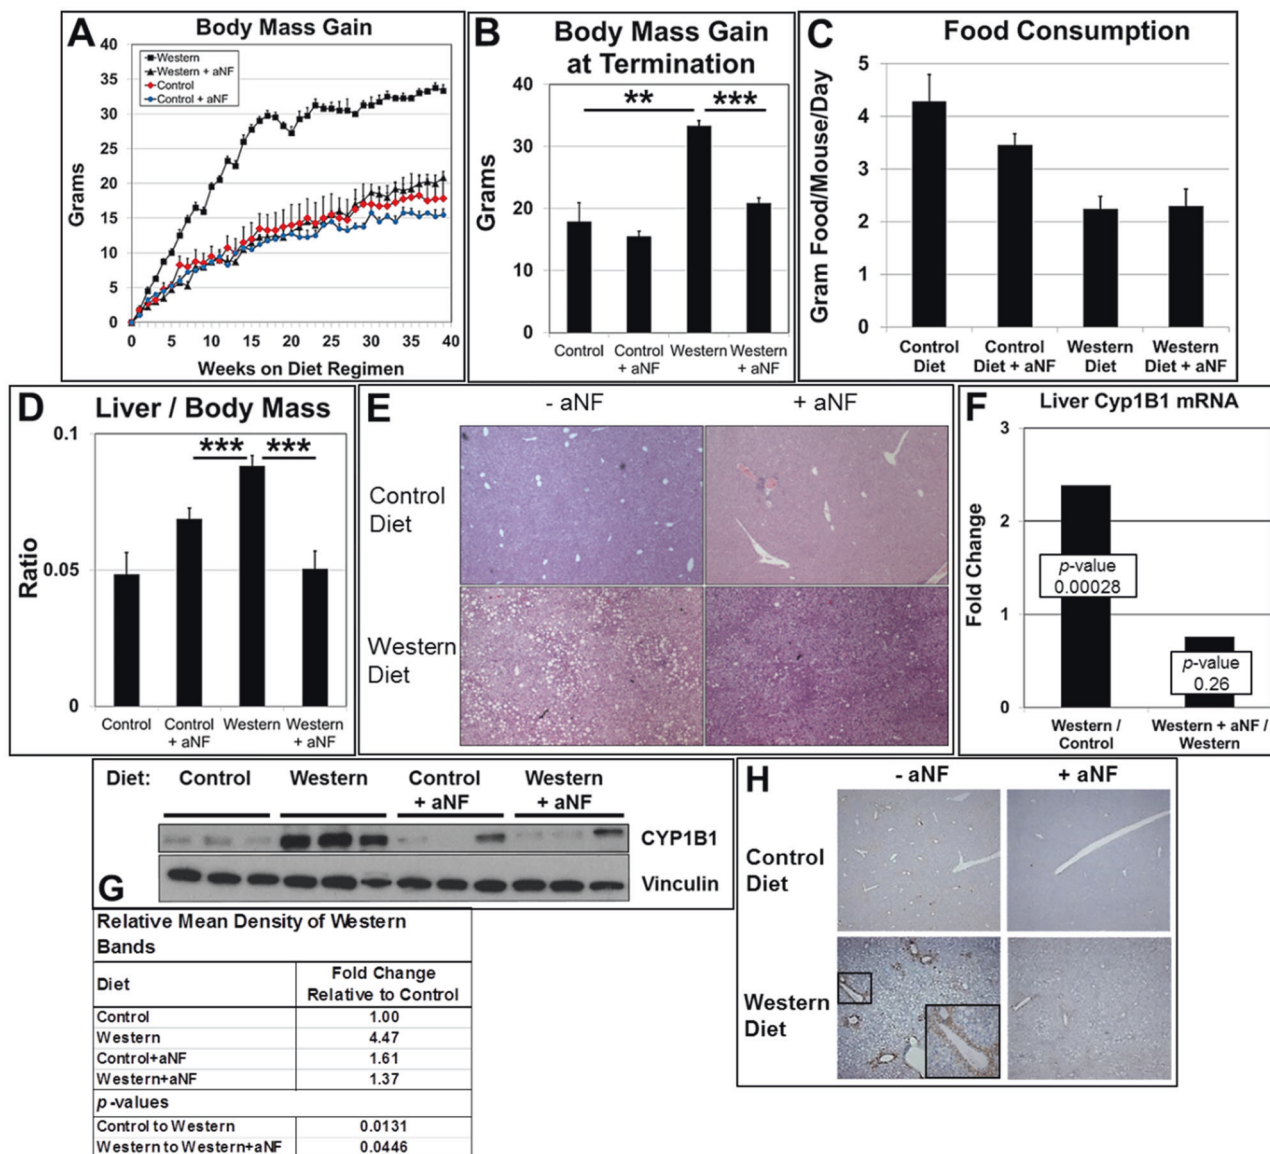 A
Body Mass Gain
40
35
30
25
20
15
10
5
0
Grams
Western
Western + aNF
Control
Control + aNF
0 5 10 15 20 25 30 35 40
Weeks on Diet Regimen
B
Body Mass Gain
at Termination
40
30
20
10
0
Grams
** ***
Control Control + aNF Western Western + aNF
C
Food Consumption
5
4
3
2
1
0
Gram Food/Mouse/Day
Control Diet Control Diet + aNF Western Diet Western Diet + aNF
D
Liver / Body Mass
0.1
0.05
0
Ratio
*** ***
Control Control + aNF Western Western + aNF
E
- aNF + aNF
Control
Diet
Western
Diet
F
Liver Cyp1B1 mRNA
3
2
1
0
Fold Change
p-value
0.00028
p-value
0.26
Western / Control Western + aNF / Western
Diet: Control Western Control + aNF Western + aNF
CYP1B1
Vinculin
G
Relative Mean Density of Western
Bands
Diet Fold Change Relative to Control
Control 1.00
Western 4.47
Control+aNF 1.61
Western+aNF 1.37
p-values
Control to Western 0.0131
Western to Western+aNF 0.0446
H
- aNF + aNF
Control
Diet
Western
Diet